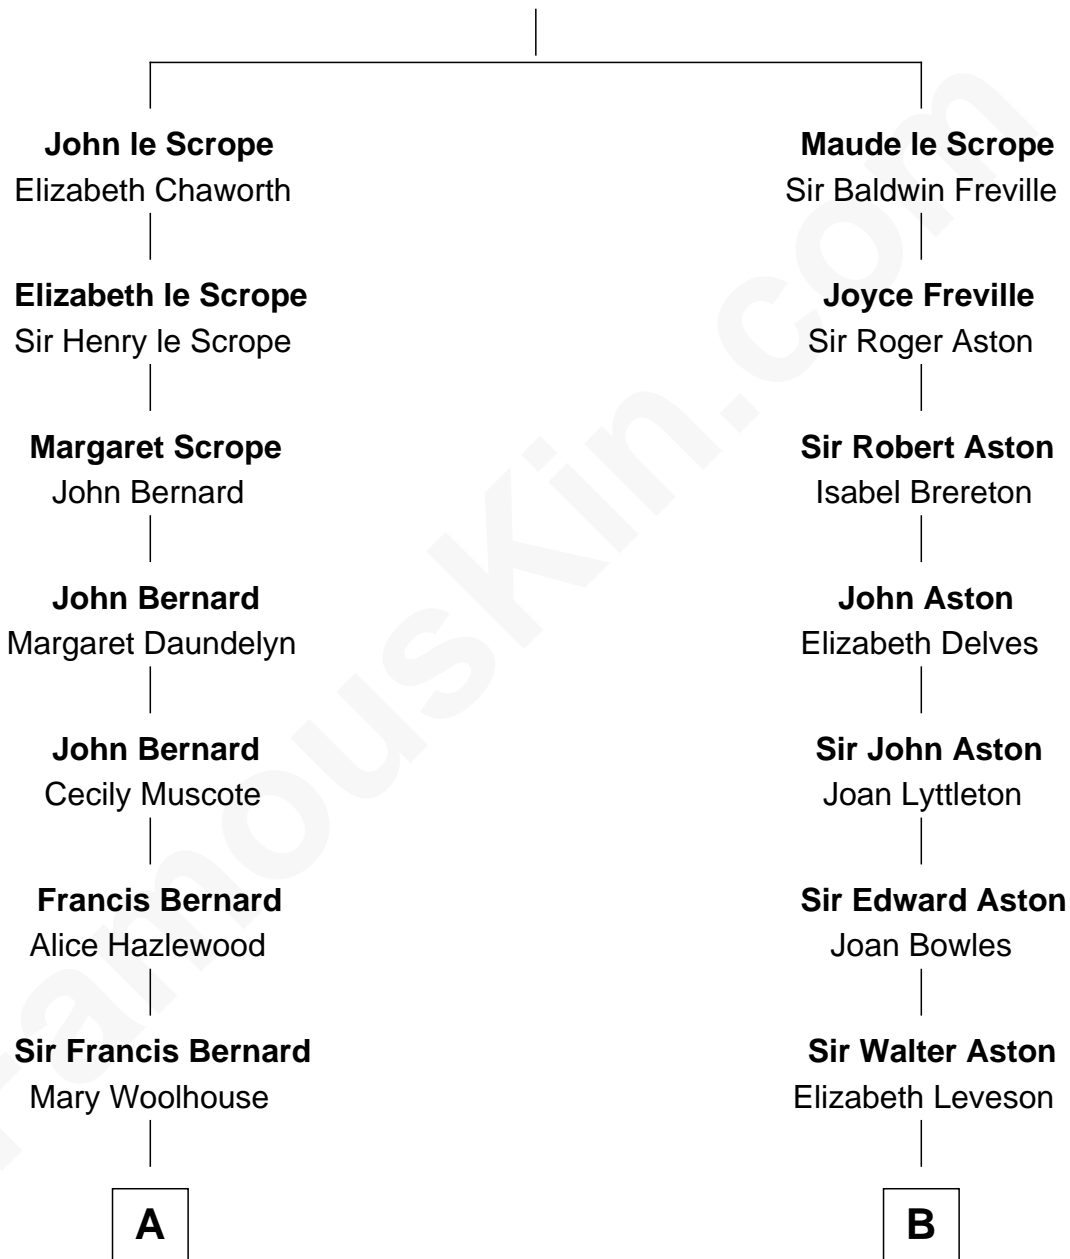 John le Scrope
Elizabeth Chaworth
Maude le Scrope
Sir Baldwin Freville
Elizabeth le Scrope
Sir Henry le Scrope
Joyce Freville
Sir Roger Aston
Margaret Scrope
John Bernard
Sir Robert Aston
Isabel Brereton
John Bernard
Margaret Daundelyn
John Aston
Elizabeth Delves
John Bernard
Cecily Muscote
Sir John Aston
Joan Lyttleton
Francis Bernard
Alice Hazlewood
Sir Edward Aston
Joan Bowles
Sir Francis Bernard
Mary Woolhouse
Sir Walter Aston
Elizabeth Leveson
A
B
FamousKin.com